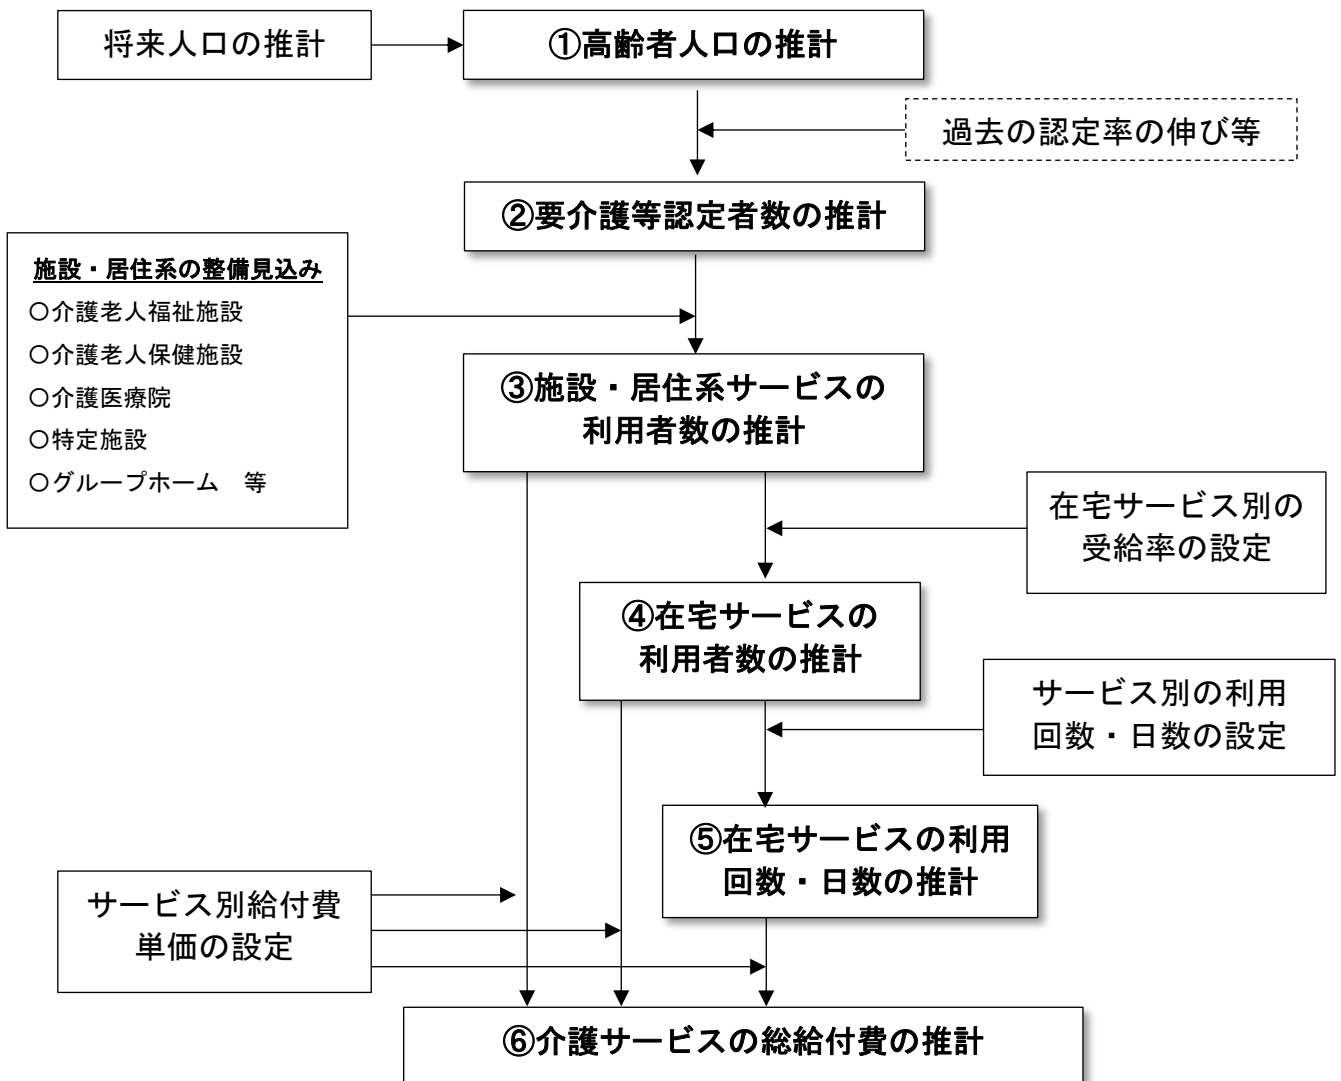 将来人口の推計
①高齢者人口の推計
過去の認定率の伸び等
②要介護等認定者数の推計
施設・居住系の整備見込み
○介護老人福祉施設
○介護老人保健施設
○介護医療院
○特定施設
○グループホーム　等
③施設・居住系サービスの
利用者数の推計
在宅サービス別の
受給率の設定
④在宅サービスの
利用者数の推計
サービス別の利用
回数・日数の設定
⑤在宅サービスの利用
回数・日数の推計
サービス別給付費
単価の設定
⑥介護サービスの総給付費の推計